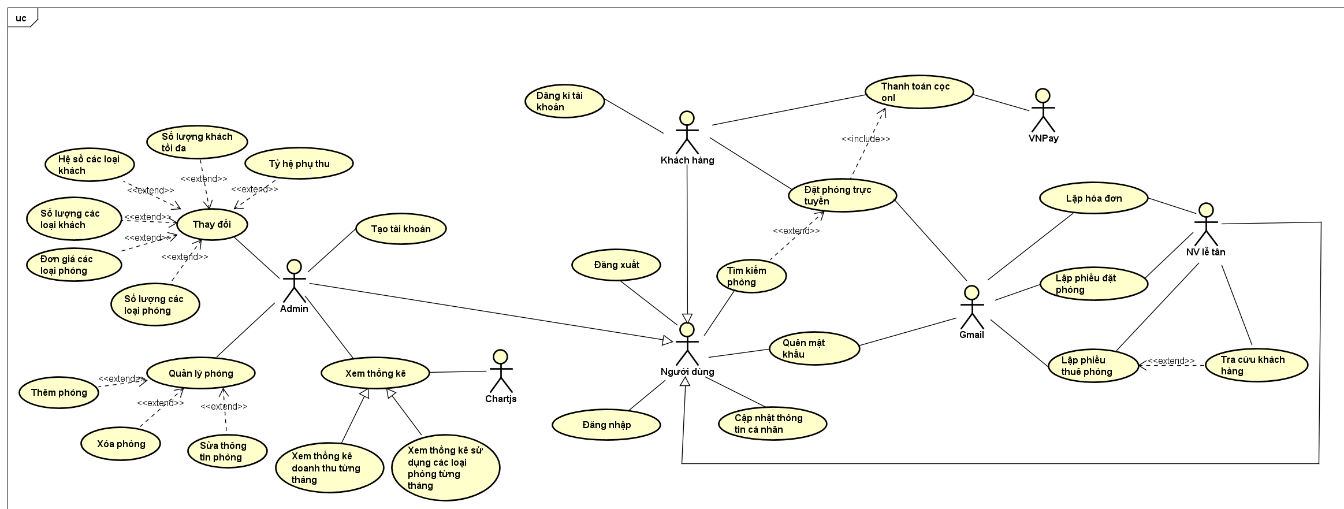 uc
Đăng kí tài
khoản
Thanh toán cọc
onl
VNPay
Khách hàng
<<include>>
Số lượng khách
tối đa
Hệ số các loại
khách
Tỷ hệ phụ thu
<<extend>>
<<extend>>
<<extend>>
Số lượng các
loại khách
<<extend>>
Thay đổi
Đơn giá các
loại phòng
<<extend>>
<<extend>>
Số lượng các
loại phòng
Tạo tài khoản
Admin
Đặt phòng trực
tuyến
<<extend>>
Đăng xuất
Tìm kiếm
phòng
Lập hóa đơn
NV lễ tân
Lập phiếu đặt
phòng
Gmail
Quên mật
khẩu
Người dùng
Lập phiếu
thuê phòng
<<extend>>
Tra cứu khách
hàng
Quản lý phòng
Xem thống kê
Chartjs
Thêm phòng
<<extend>>
<<extend>>
<<extend>>
Xóa phòng
Sửa thông
tin phòng
Xem thống kê
doanh thu từng
tháng
Xem thống kê sử
dụng các loại
phòng từng
tháng
Đăng nhập
Cập nhật thông
tin cá nhân